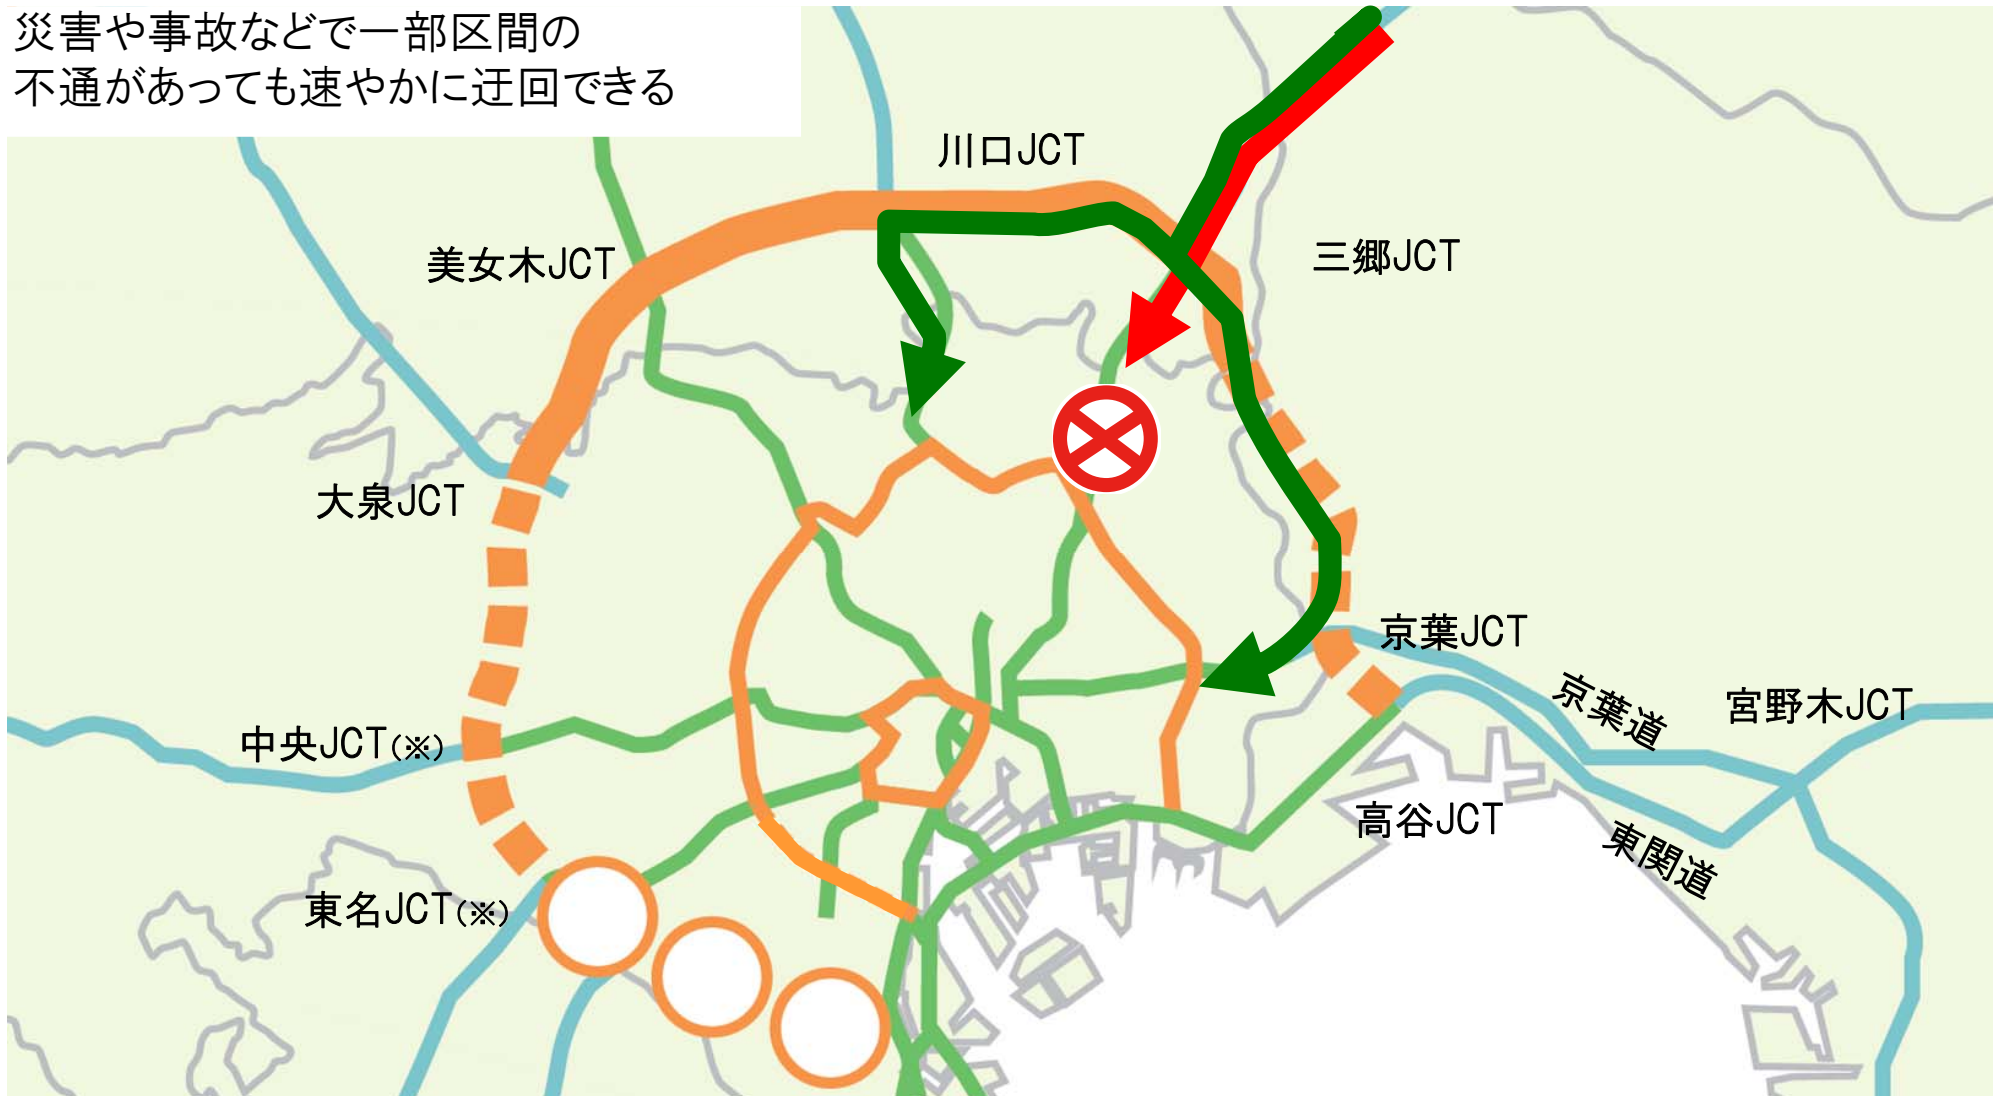 災害や事故などで一部区間の
不通があっても速やかに迂回できる
川口JCT
美女木JCT
三郷JCT
大泉JCT
京葉JCT
京葉道
宮野木JCT
中央JCT(※)
高谷JCT
東関道
東名JCT(※)